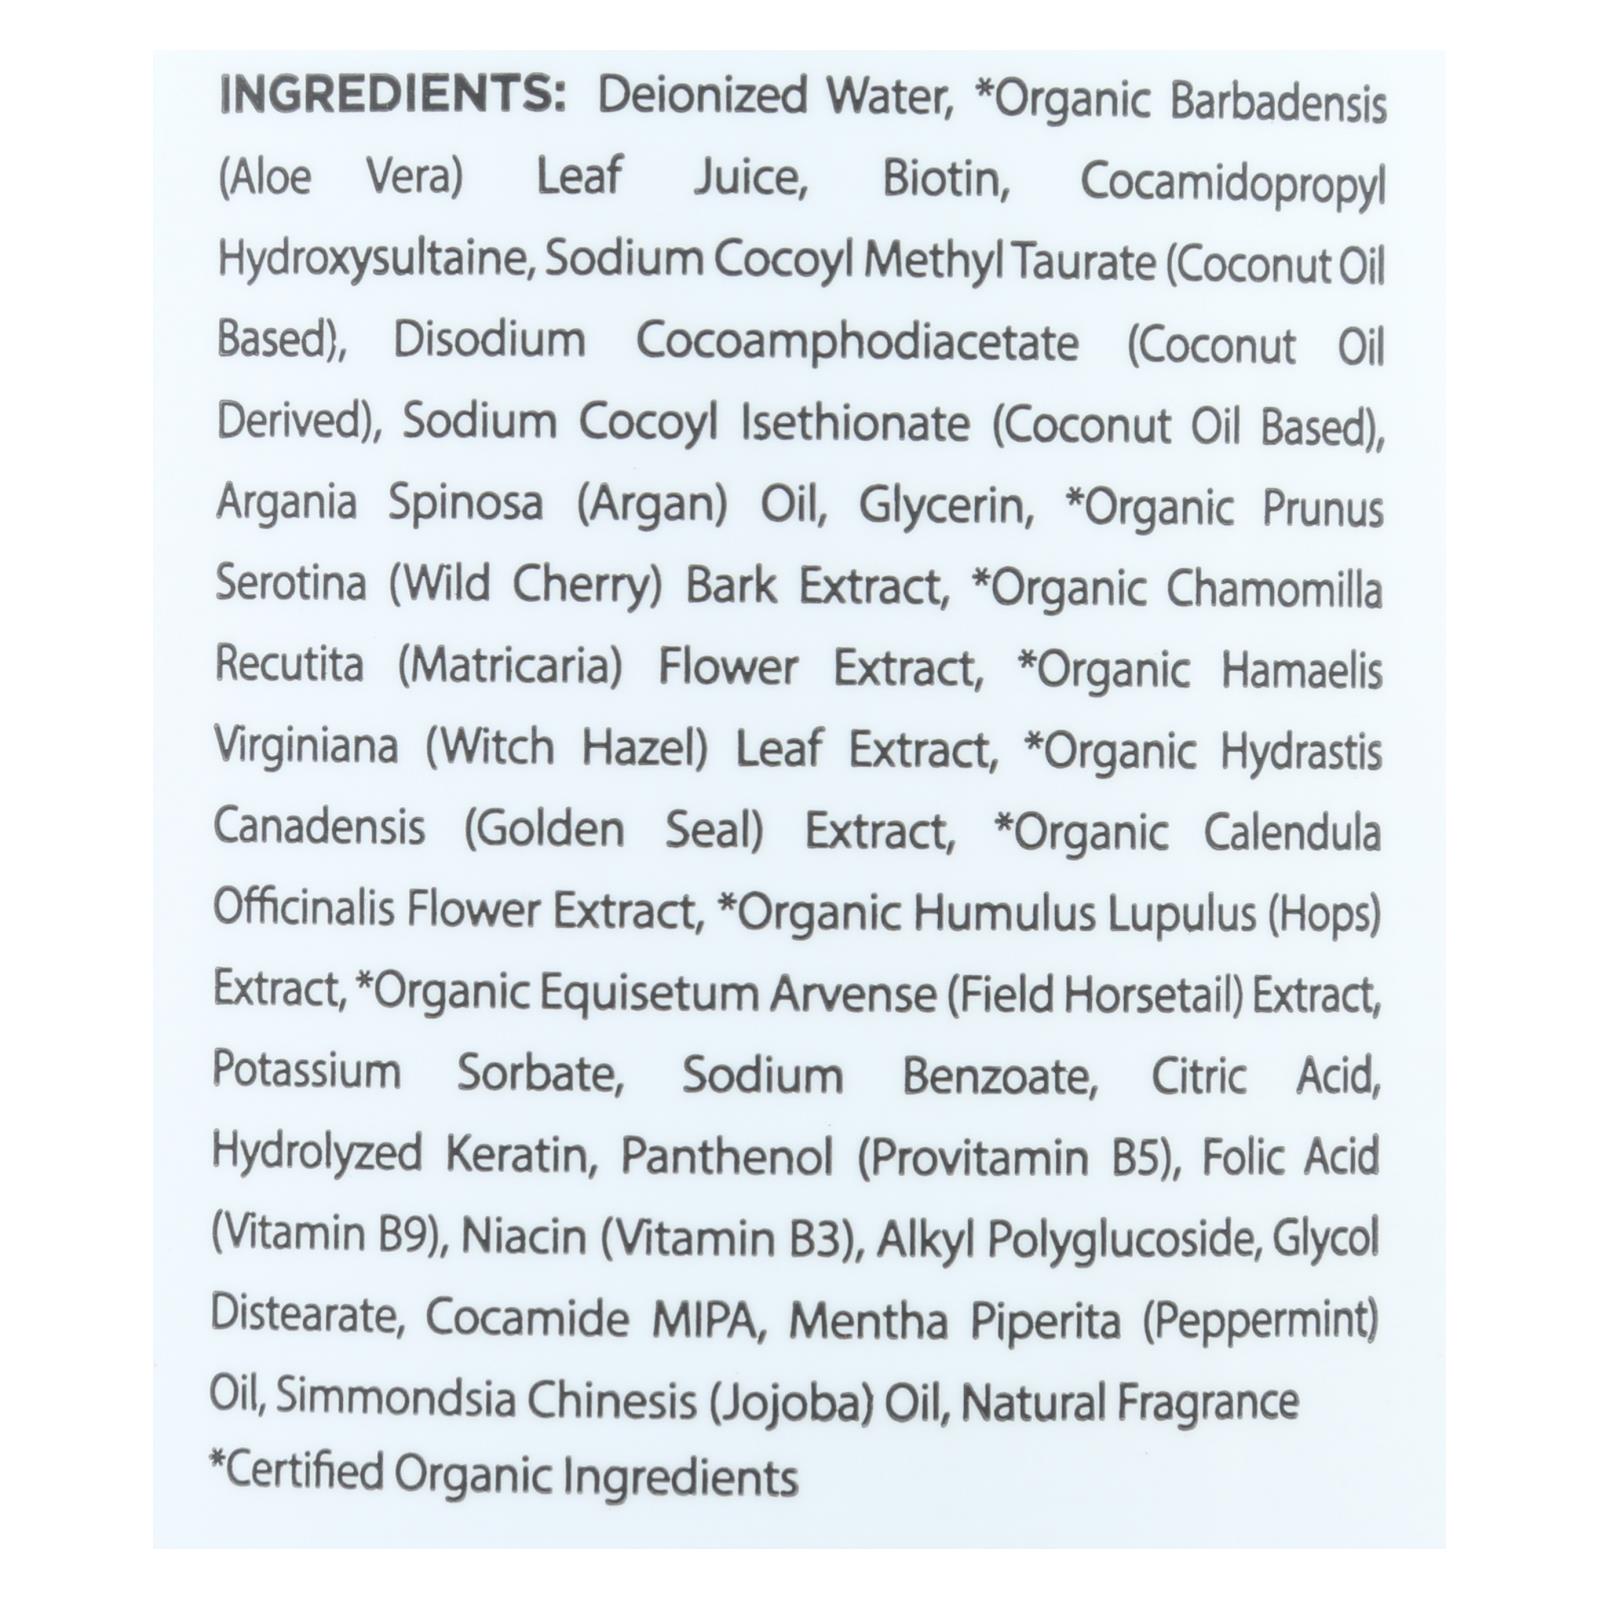 INGREDIENTS: Deionized Water, *Organic Barbadensis
(Aloe Vera) Leaf Juice, Biotin, Cocamidopropyl
Hydroxysultaine, Sodium Cocoyl Methyl Taurate (Coconut Oil
Based), Disodium Cocoamphodiacetate (Coconut Oil
Derived), Sodium Cocoyl Isethionate (Coconut Oil Based),
Argania Spinosa (Argan) Oil, Glycerin, *Organic Prunus
Serotina (Wild Cherry) Bark Extract, *Organic Chamomilla
Recutita (Matricaria) Flower Extract, *Organic Hamaelis
Virginiana (Witch Hazel) Leaf Extract, *Organic Hydrastis
Canadensis (Golden Seal) Extract, *Organic Calendula
Officinalis Flower Extract, *Organic Humulus Lupulus (Hops)
Extract, *Organic Equisetum Arvense (Field Horsetail) Extract,
Potassium Sorbate, Sodium Benzoate, Citric Acid,
Hydrolyzed Keratin, Panthenol (Provitamin B5), Folic Acid
(Vitamin B9), Niacin (Vitamin B3), Alkyl Polyglucoside, Glycol
Distearate, Cocamide MIPA, Mentha Piperita (Peppermint)
Oil, Simmondsia Chinesis (Jojoba) Oil, Natural Fragrance
*Certified Organic Ingredients